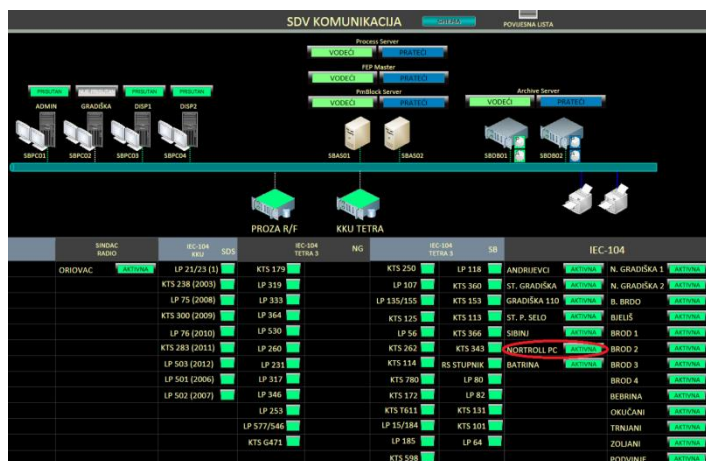 SDV KOMUNIKACIJA
POVIJESNA LISTA
Process Server
VODEĆI PRATEĆI
FEP Master
VODEĆI PRATEĆI
PmBlock Server
VODEĆI PRATEĆI
Archive Server
VODEĆI PRATEĆI
PRISUTAN PRISUTAN PRISUTAN
ADMIN GRADIŠKA DISP1 DISP2
SBPC01 SBPC02 SBPC03 SBPC04 SBAS01 SBAS02 SBDB01 SBDB02
PROZA R/F KKU TETRA
SINDAC RADIO
IEC-104 KKU SDS
IEC-104 TETRA 3 NG
IEC-104 TETRA 3 SB
IEC-104
ORIOVAC AKTIVNA LP 21/23 (1) KTS 179 KTS 250 LP 118 ANDRIJEVCI AKTIVNA N. GRADIŠKA 1 AKTIVNA
KTS 238 (2003) LP 319 LP 107 KTS 360 ST. GRADIŠKA AKTIVNA N. GRADIŠKA 2 AKTIVNA
LP 75 (2008) LP 333 LP 135/155 KTS 153 GRADIŠKA 110 AKTIVNA B. BRDO AKTIVNA
KTS 300 (2009) LP 364 KTS 125 KTS 113 ST. P. SELO AKTIVNA BJELIŠ AKTIVNA
LP 76 (2010) LP 530 LP 56 KTS 366 SIBINJ AKTIVNA BROD 1 AKTIVNA
KTS 283 (2011) LP 260 KTS 262 KTS 343 NORTROLL PC AKTIVNA BROD 2 AKTIVNA
LP 503 (2012) LP 231 KTS 114 RS STUPNIK BATRINA AKTIVNA BROD 3 AKTIVNA
LP 501 (2006) LP 317 KTS 780 LP 80 BROD 4 AKTIVNA
LP 502 (2007) LP 346 KTS 172 LP 82 BEBRINA AKTIVNA
LP 253 KTS T611 KTS 131 OKUČANI AKTIVNA
LP 577/546 LP 15/184 KTS 101 TRNJANI AKTIVNA
KTS G471 LP 185 LP 64 ZOLJANI AKTIVNA
KTS 598 PODVINJE AKTIVNA